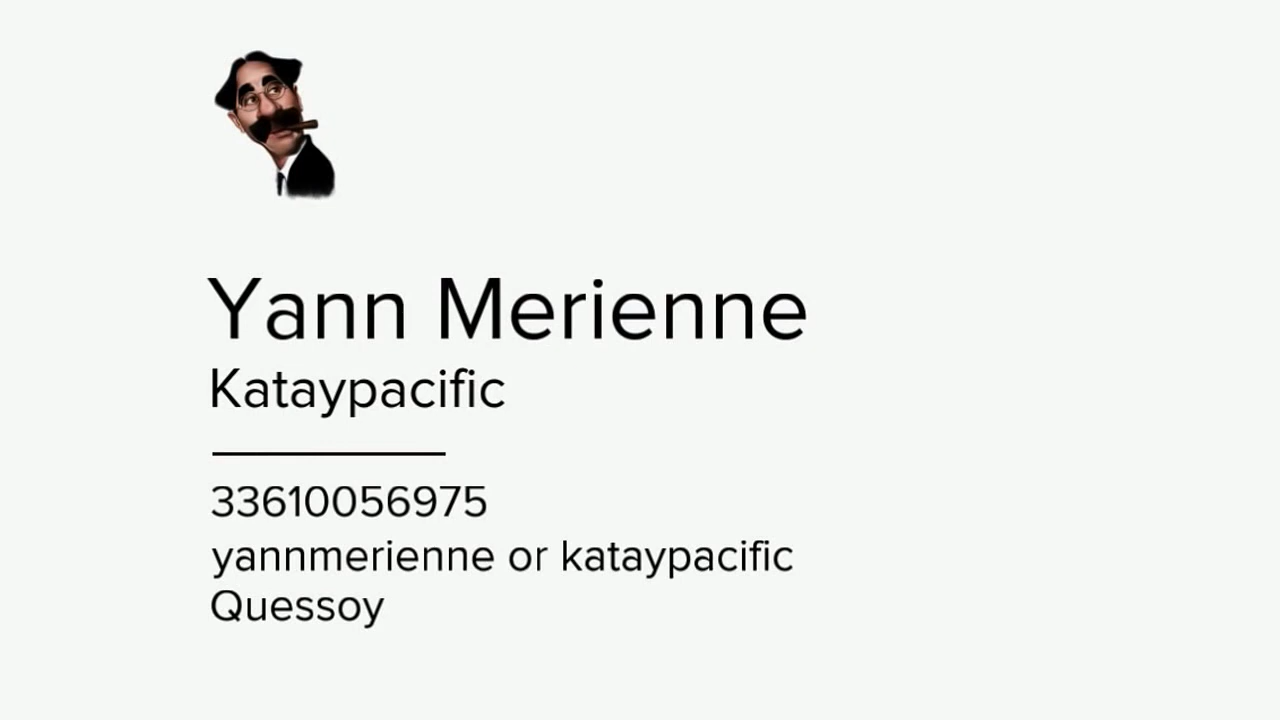 Yann Merienne
Kataypacific
33610056975
yannmerienne or kataypacific
Quessoy